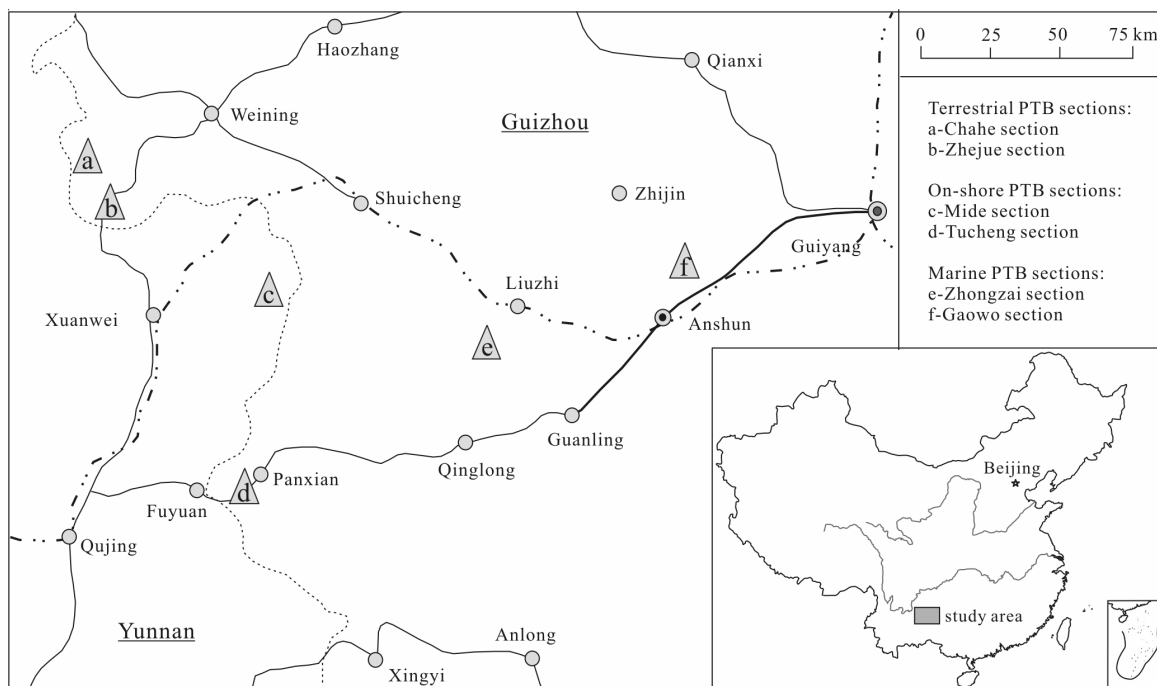 Haozhang
Qianxi
Weining
Guizhou
a
b
Shuicheng
Zhijin
Guiyang
f
c
Liuzhi
Xuanwei
Anshun
e
Guanling
Qinglong
Panxian
d
Fuyuan
Qujing
Yunnan
Xingyi
Anlong
0 25 50 75 km
Terrestrial PTB sections:
a-Chahe section
b-Zhejue section
On-shore PTB sections:
c-Mide section
d-Tucheng section
Marine PTB sections:
e-Zhongzai section
f-Gaowo section
Beijing
study area